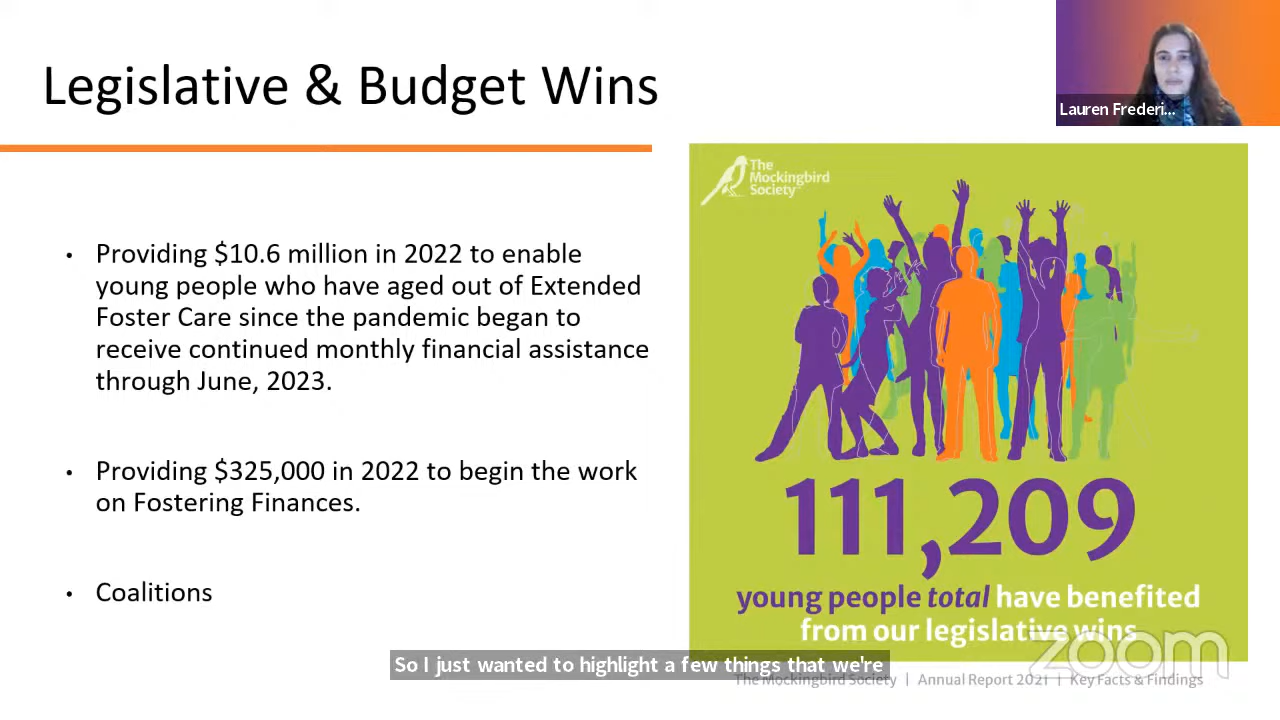 Legislative & Budget Wins
Lauren Frederi...
• Providing $10.6 million in 2022 to enable
young people who have aged out of Extended
Foster Care since the pandemic began to
receive continued monthly financial assistance
through June, 2023.
• Providing $325,000 in 2022 to begin the work
on Fostering Finances.
• Coalitions
The
Mockingbird
Society
111,209
young people total have benefited
from our legislative wins
zoom
So I just wanted to highlight a few things that we're
The Mockingbird Society | Annual Report 2021 | Key Facts & Findings